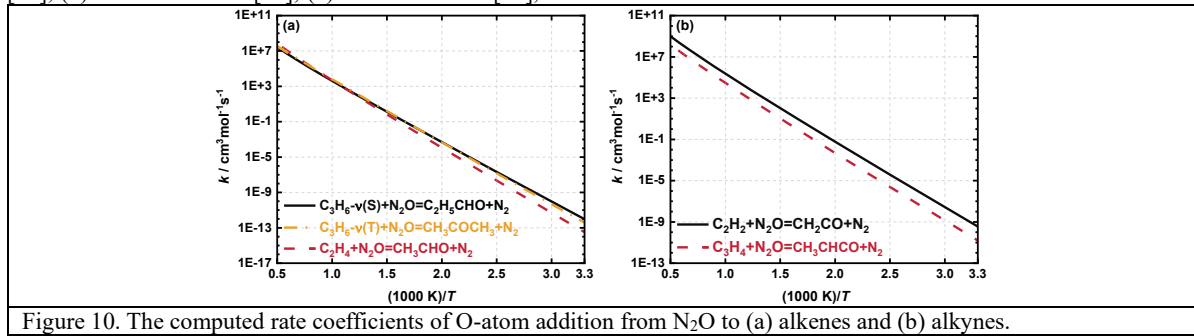 (a)
1E+11
1E+7
1E+3
1E-1
1E-5
1E-9
1E-13
1E-17
k / cm³mol⁻¹s⁻¹
C₃H₆-ν(S)+N₂O=C₂H₅CHO+N₂
C₃H₆-ν(T)+N₂O=CH₃COCH₃+N₂
C₂H₄+N₂O=CH₃CHO+N₂
0.5 1.0 1.5 2.0 2.5 3.0 3.3
(1000 K)/T
(b)
1E+11
1E+7
1E+3
1E-1
1E-5
1E-9
1E-13
k / cm³mol⁻¹s⁻¹
C₂H₂+N₂O=CH₂CO+N₂
C₃H₄+N₂O=CH₃CHCO+N₂
0.5 1.0 1.5 2.0 2.5 3.0 3.3
(1000 K)/T
Figure 10. The computed rate coefficients of O-atom addition from N₂O to (a) alkenes and (b) alkynes.